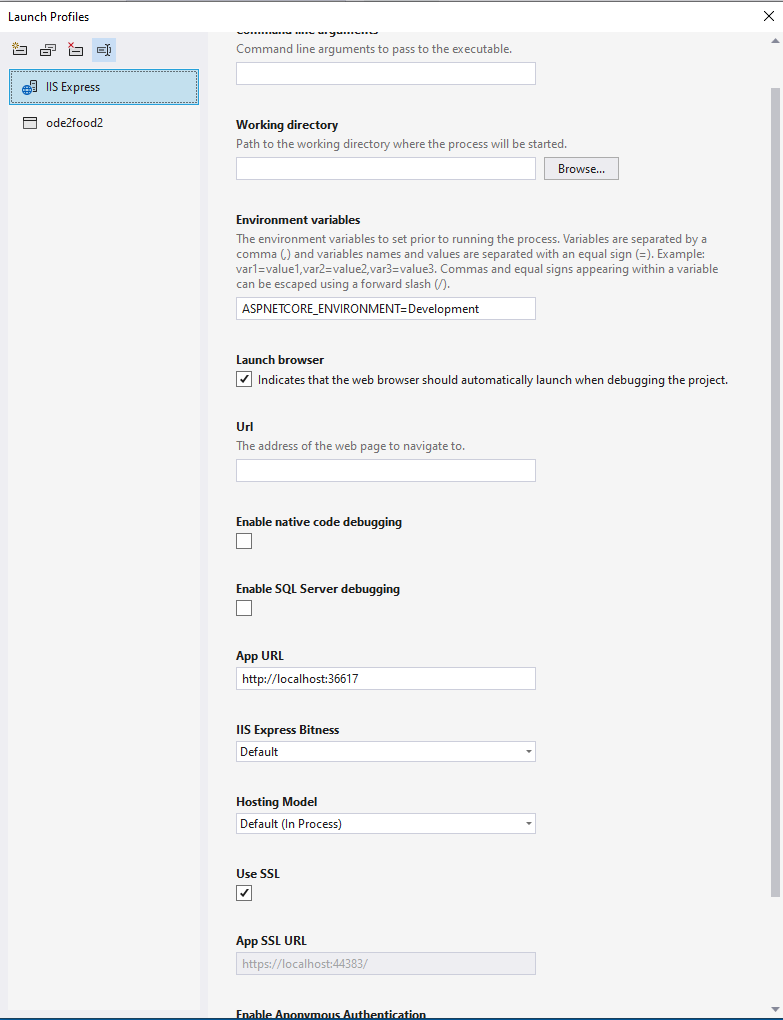 Launch Profiles
IIS Express
ode2food2
Command line arguments
Command line arguments to pass to the executable.
Working directory
Path to the working directory where the process will be started.
Browse...
Environment variables
The environment variables to set prior to running the process. Variables are separated by a
comma (,) and variables names and values are separated with an equal sign (=). Example:
var1=value1,var2=value2,var3=value3. Commas and equal signs appearing within a variable
can be escaped using a forward slash (/).
ASPNETCORE_ENVIRONMENT=Development
Launch browser
Indicates that the web browser should automatically launch when debugging the project.
Url
The address of the web page to navigate to.
Enable native code debugging
Enable SQL Server debugging
App URL
http://localhost:36617
IIS Express Bitness
Default
Hosting Model
Default (In Process)
Use SSL
App SSL URL
https://localhost:44383/
Enable Anonymous Authentication